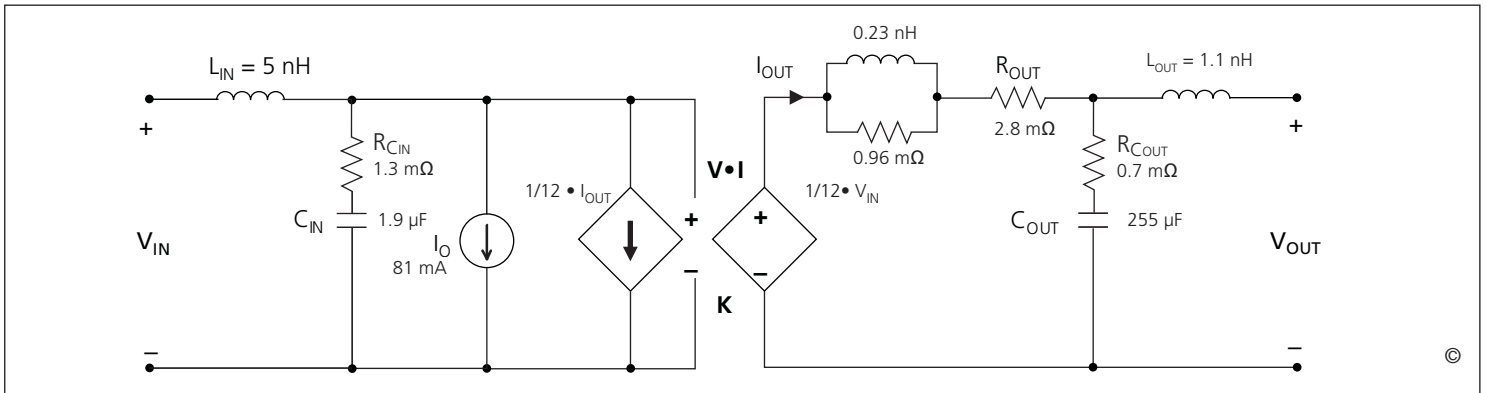 L_IN = 5 nH
+
V_IN
−
R_C_IN
1.3 mΩ
C_IN
1.9 µF
I_O
81 mA
1/12 • I_OUT
+
−
V•I
K
+
−
1/12 • V_IN
I_OUT
0.23 nH
0.96 mΩ
R_OUT
2.8 mΩ
R_C_OUT
0.7 mΩ
C_OUT
255 µF
L_OUT = 1.1 nH
+
V_OUT
−
©